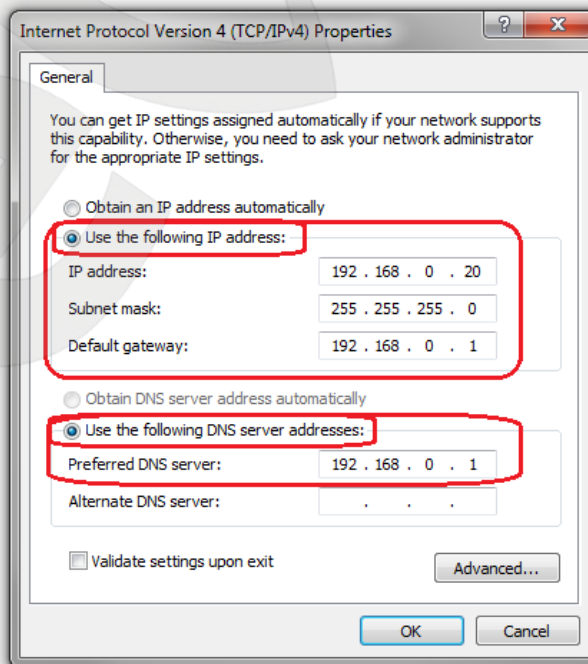 Internet Protocol Version 4 (TCP/IPv4) Properties
General
You can get IP settings assigned automatically if your network supports
this capability. Otherwise, you need to ask your network administrator
for the appropriate IP settings.
Obtain an IP address automatically
Use the following IP address:
IP address: 192 . 168 . 0 . 20
Subnet mask: 255 . 255 . 255 . 0
Default gateway: 192 . 168 . 0 . 1
Obtain DNS server address automatically
Use the following DNS server addresses:
Preferred DNS server: 192 . 168 . 0 . 1
Alternate DNS server: . . .
Validate settings upon exit
Advanced...
OK Cancel